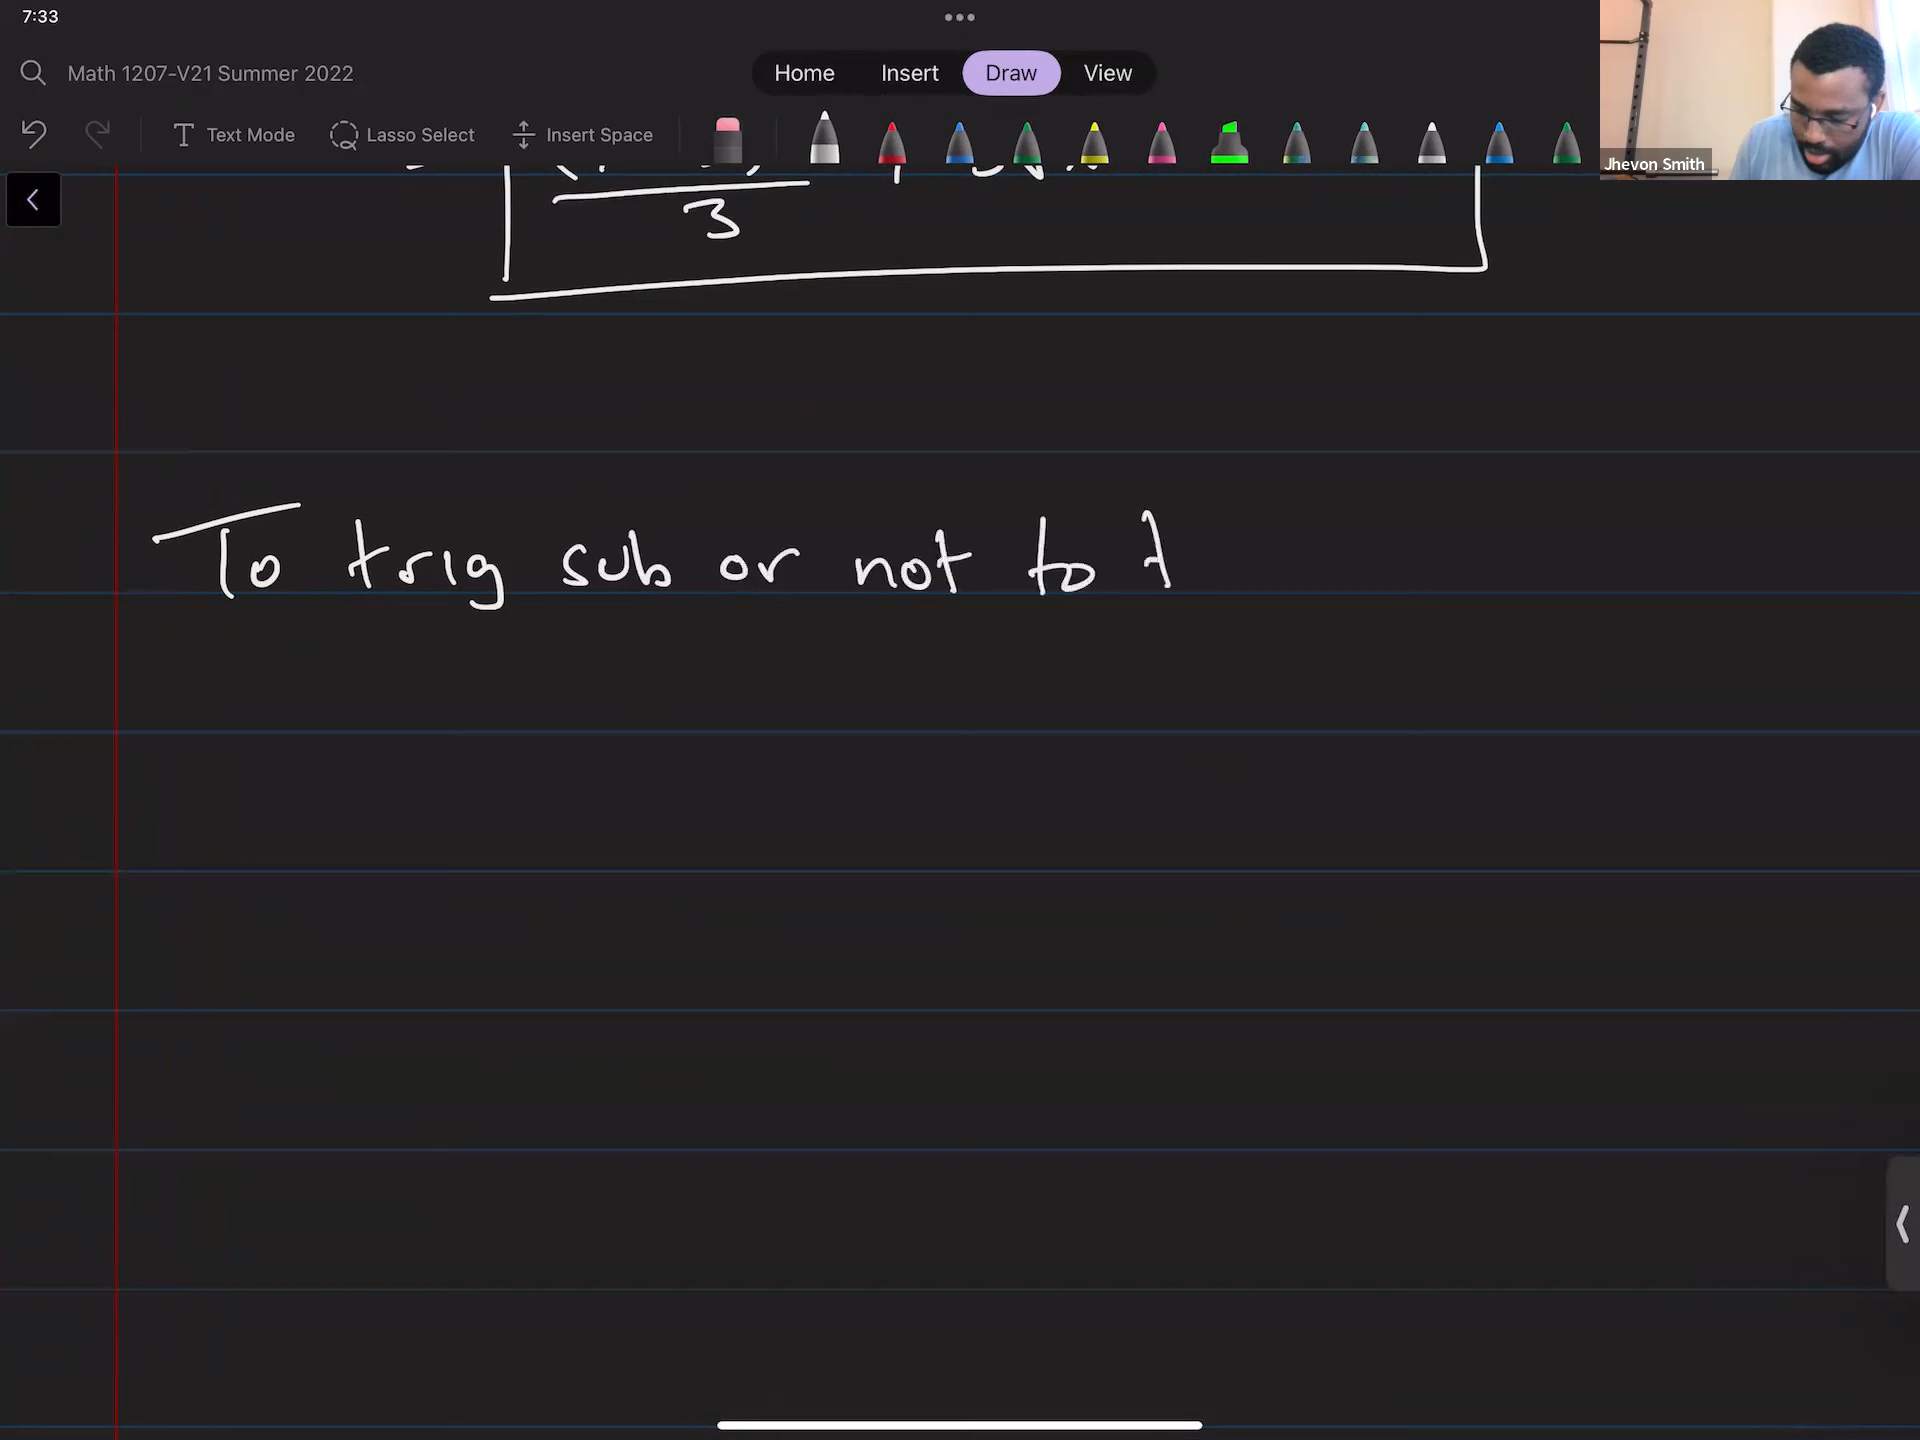 7:33
Math 1207-V21 Summer 2022
Home Insert Draw View
Text Mode Lasso Select Insert Space
Jhevon Smith
3
To trig sub or not to t